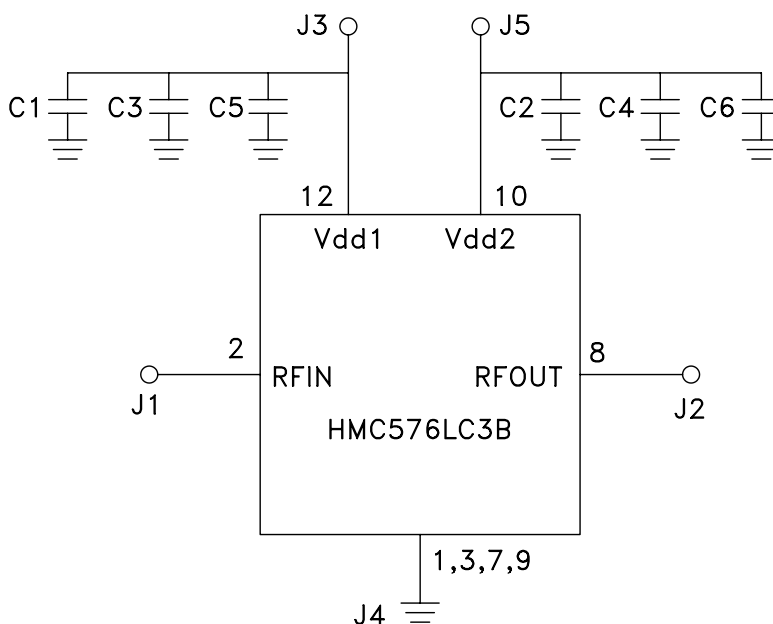 J3 J5
C1 C3 C5 C2 C4 C6
12 10
Vdd1 Vdd2
2 8
RFIN RFOUT
J1 J2
HMC576LC3B
1,3,7,9
J4